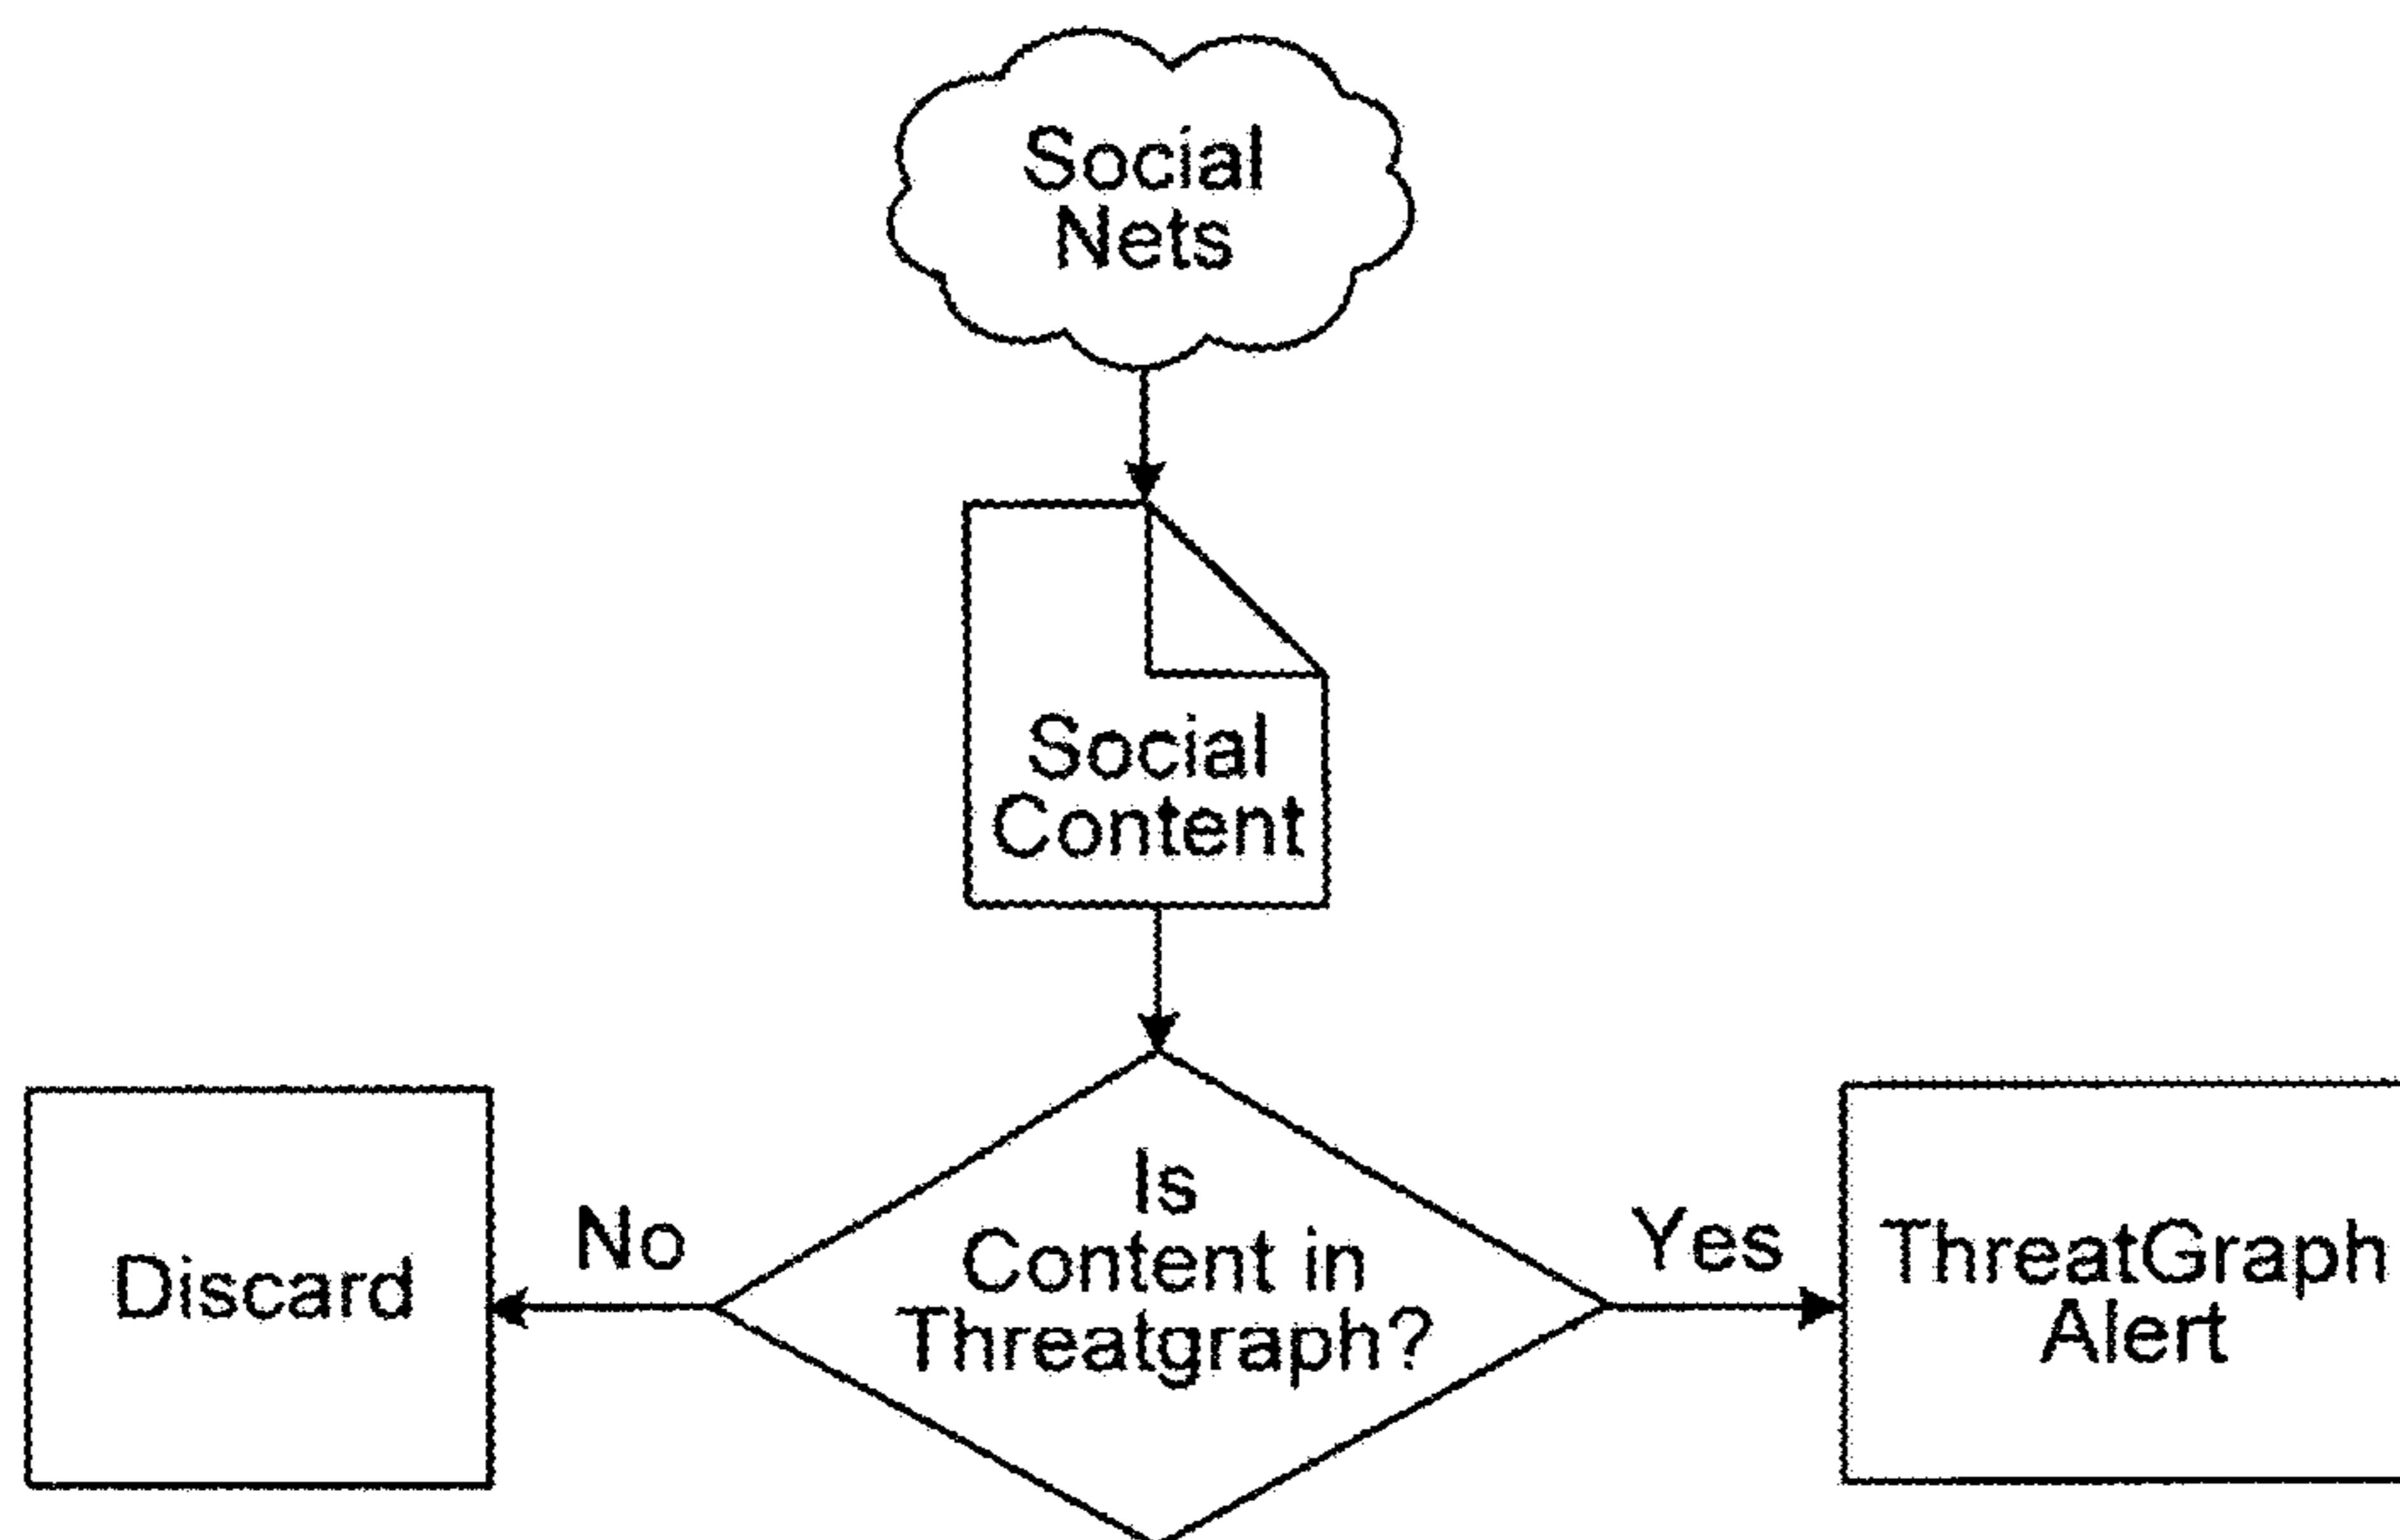 Social
Nets
Social
Content
Is
Content in
Threatgraph?
No
Discard
Yes
ThreatGraph
Alert